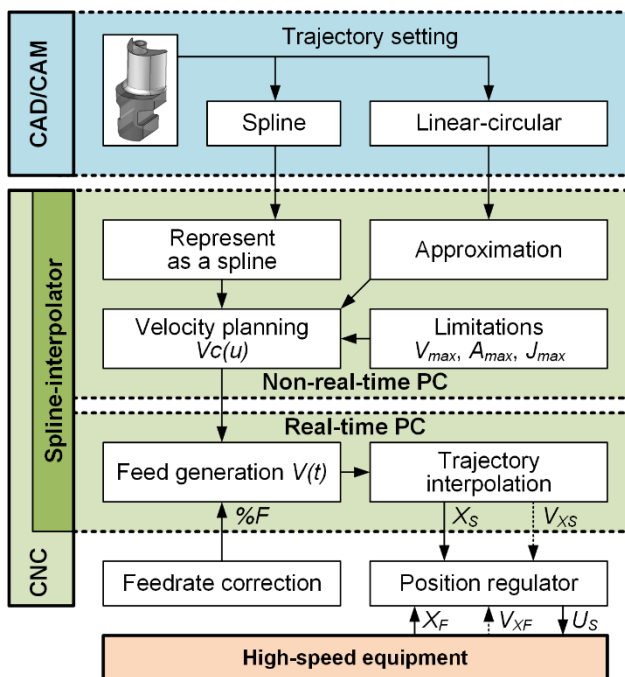 CAD/CAM
Trajectory setting
Spline
Linear-circular
CNC
Spline-interpolator
Represent
as a spline
Approximation
Velocity planning
Vc(u)
Limitations
Vmax, Amax, Jmax
Non-real-time PC
Real-time PC
Feed generation V(t)
Trajectory
interpolation
%F
XS
VXS
Feedrate correction
Position regulator
XF
VXF
US
High-speed equipment